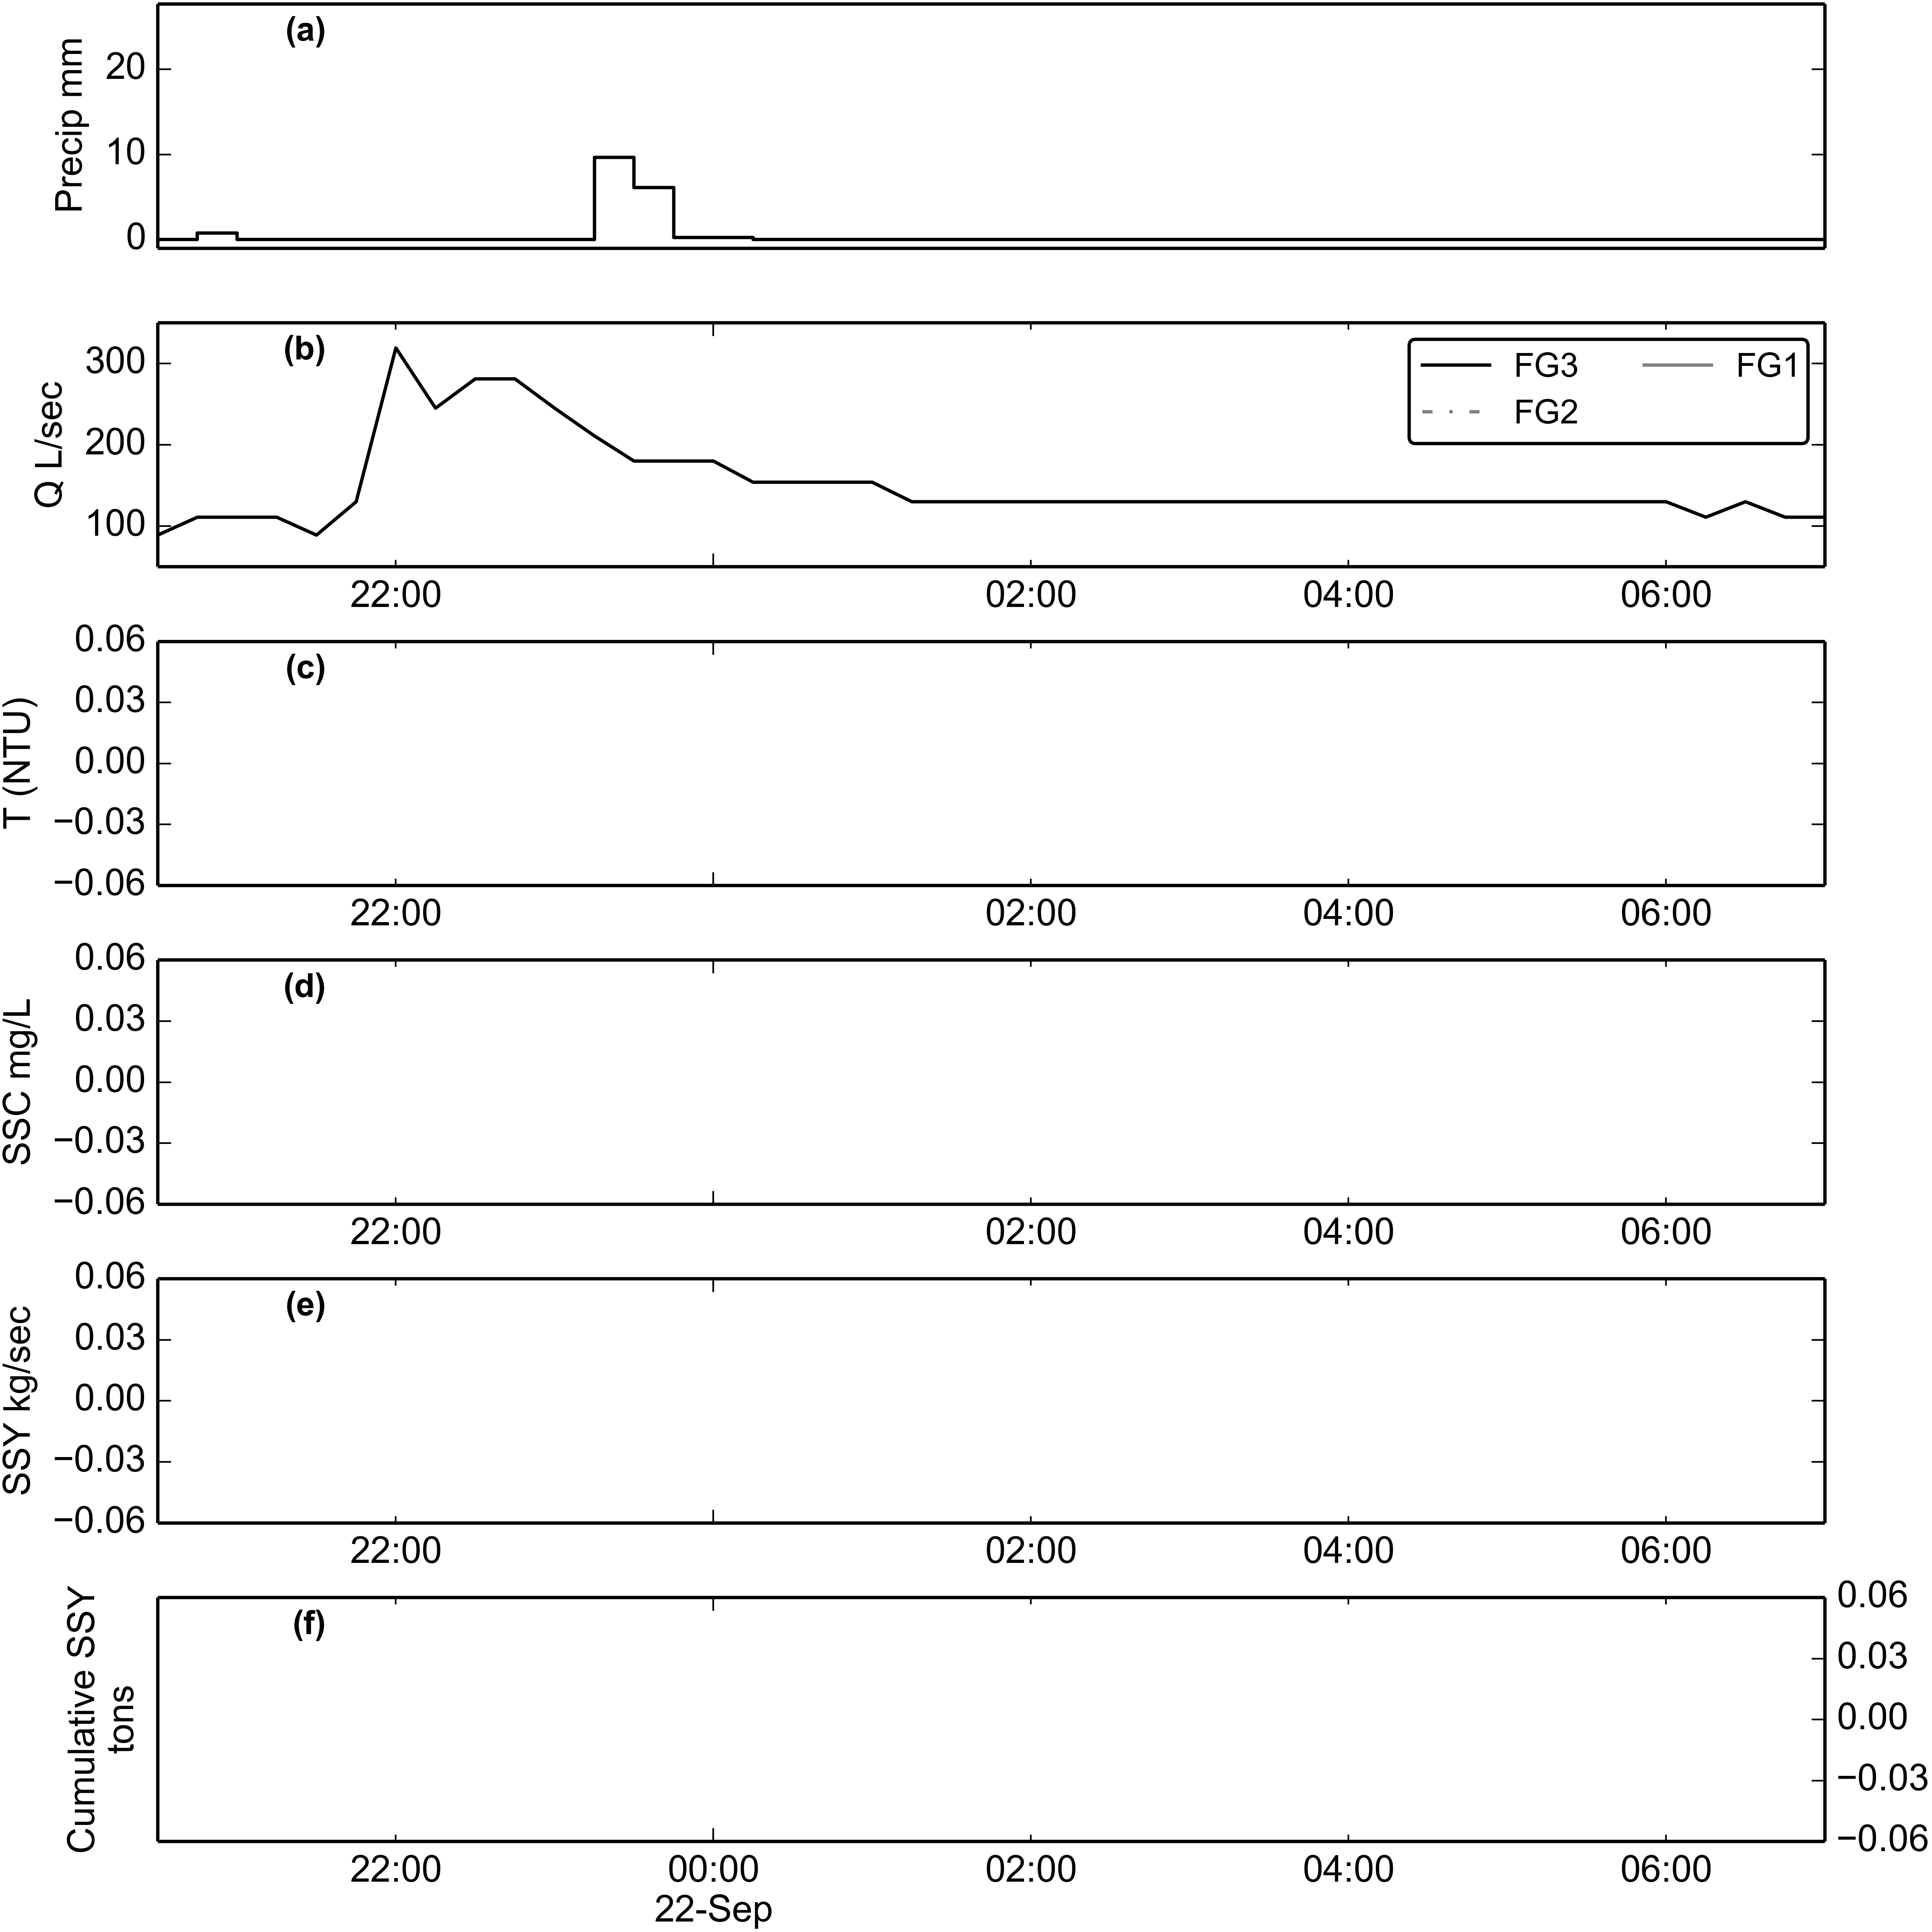 (a)
Precip mm
20
10
0
(b)
Q L/sec
300
200
100
FG3 FG1
FG2
22:00 02:00 04:00 06:00
(c)
T (NTU)
0.06
0.03
0.00
−0.03
−0.06
22:00 02:00 04:00 06:00
(d)
SSC mg/L
0.06
0.03
0.00
−0.03
−0.06
22:00 02:00 04:00 06:00
(e)
SSY kg/sec
0.06
0.03
0.00
−0.03
−0.06
22:00 02:00 04:00 06:00
(f)
Cumulative SSY
tons
0.06
0.03
0.00
−0.03
−0.06
22:00 00:00 02:00 04:00 06:00
22-Sep